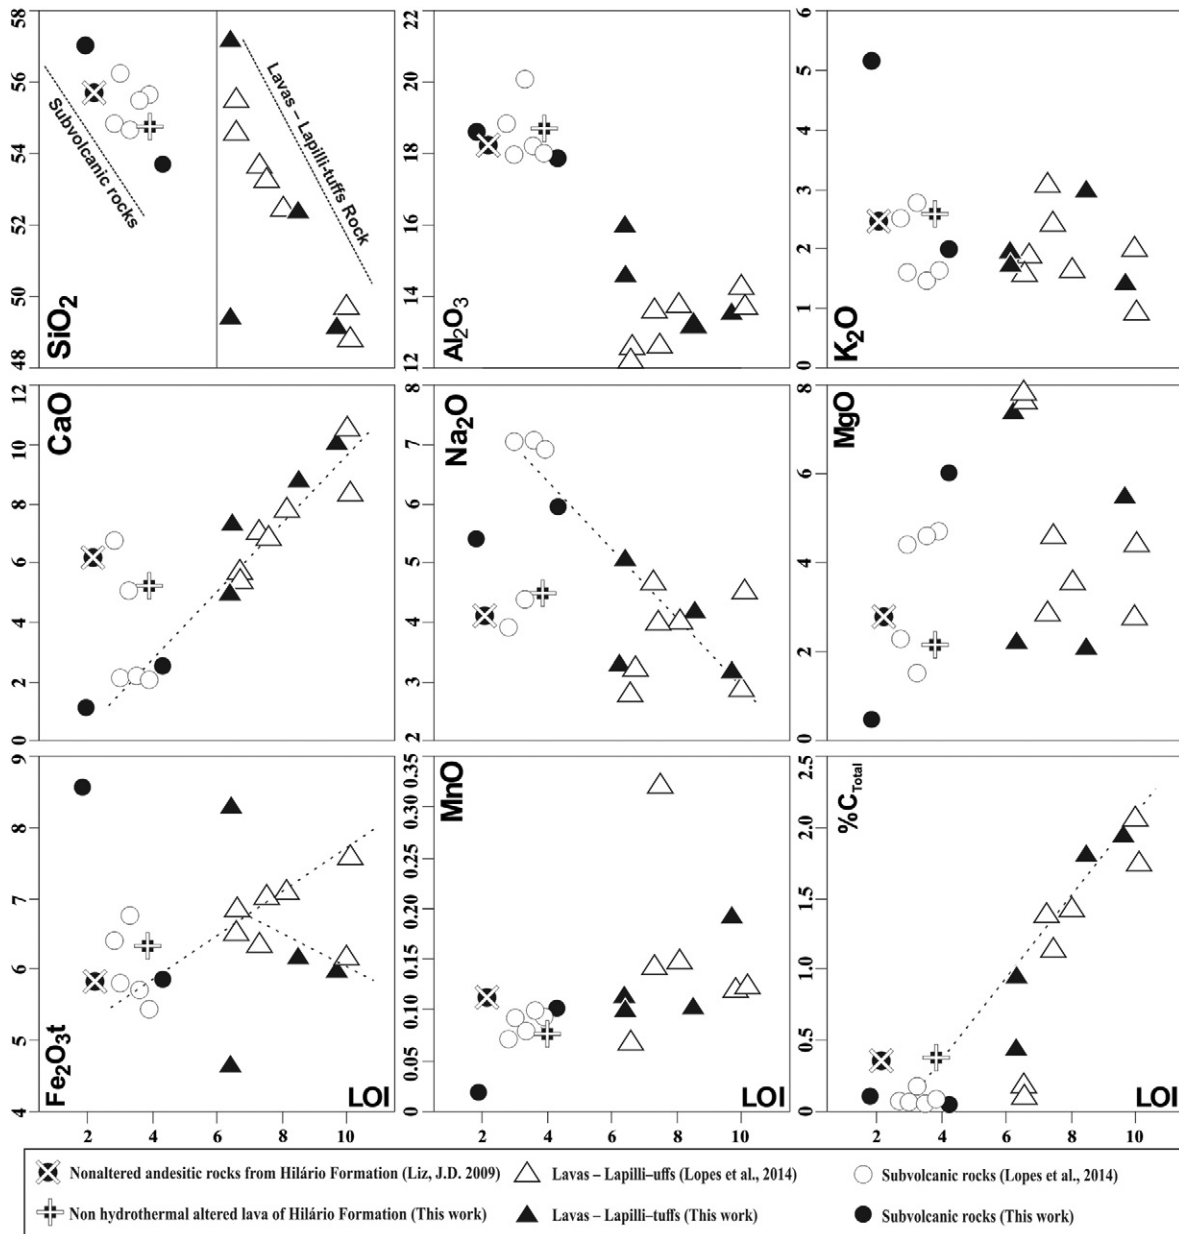 58
56
54
52
50
48
SiO2
Subvolcanic rocks
Lavas – Lapilli-tuffs Rock
22
20
18
16
14
12
Al2O3
6
5
4
3
2
1
0
K2O
12
10
8
6
4
2
0
CaO
8
7
6
5
4
3
2
Na2O
8
6
4
2
0
MgO
9
8
7
6
5
4
Fe2O3t
LOI
2 4 6 8 10
0.35
0.30
0.25
0.20
0.15
0.10
0.05
0
MnO
LOI
2 4 6 8 10
2.5
2.0
1.5
1.0
0.5
0
%CTotal
LOI
2 4 6 8 10
Nonaltered andesitic rocks from Hilário Formation (Liz, J.D. 2009)
Lavas – Lapilli–uffs (Lopes et al., 2014)
Subvolcanic rocks (Lopes et al., 2014)
Non hydrothermal altered lava of Hilário Formation (This work)
Lavas – Lapilli–tuffs (This work)
Subvolcanic rocks (This work)